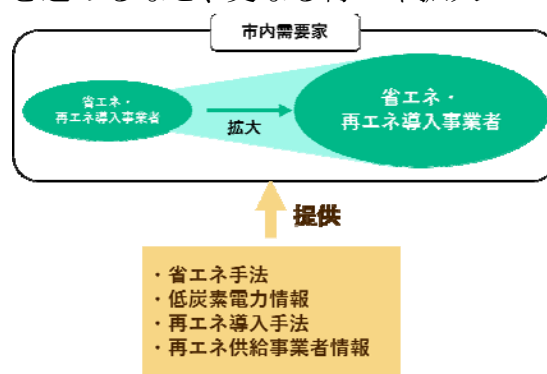 市内需要家
省エネ・
再エネ導入事業者
拡大
省エネ・
再エネ導入事業者
提供
・省エネ手法
・低炭素電力情報
・再エネ導入手法
・再エネ供給事業者情報